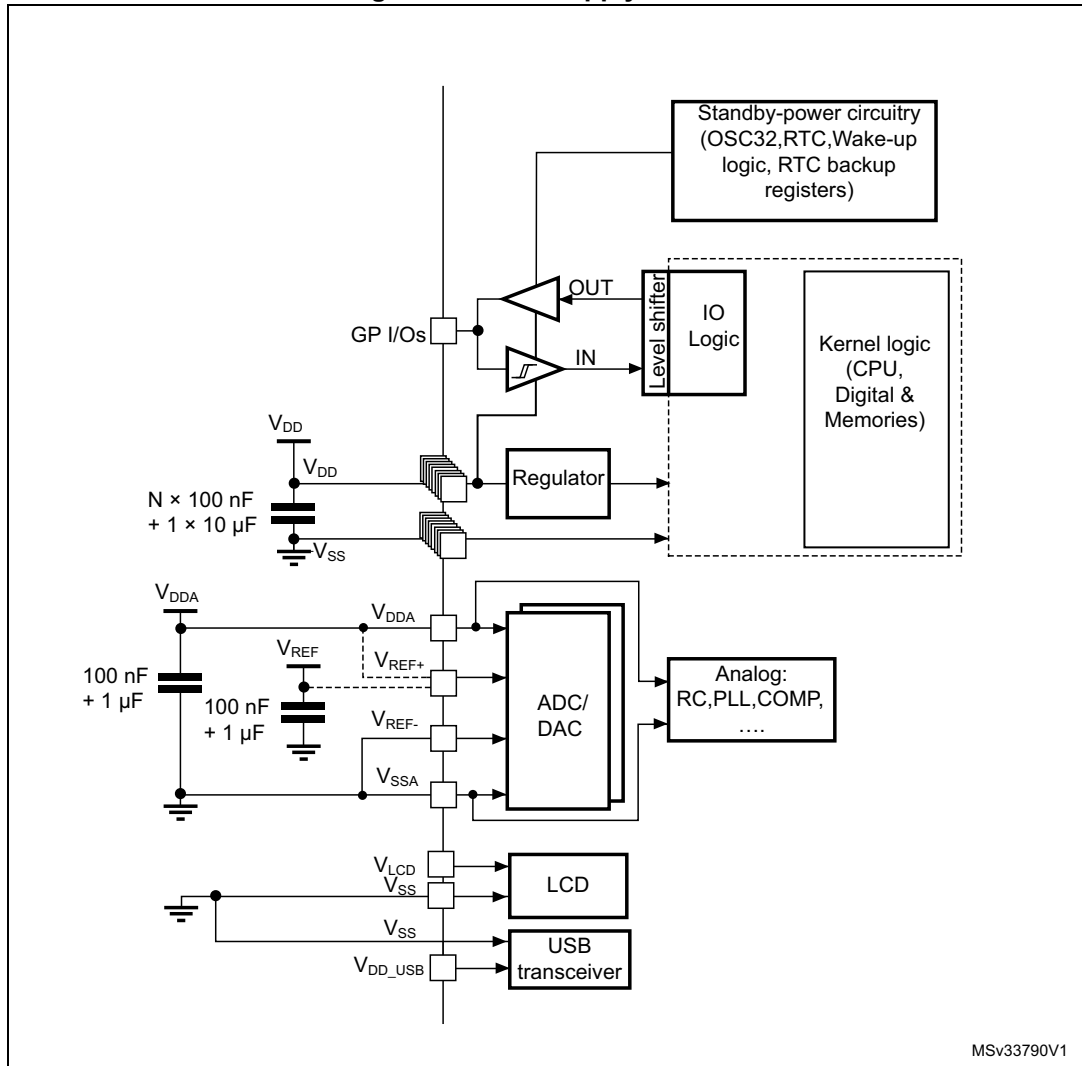 Standby-power circuitry
(OSC32,RTC,Wake-up
logic, RTC backup
registers)
OUT
Level shifter
IO
Logic
GP I/Os
IN
Kernel logic
(CPU,
Digital &
Memories)
VDD
VDD
Regulator
N × 100 nF
+ 1 × 10 µF
VSS
VDDA
VDDA
VREF
VREF+
100 nF
+ 1 µF
100 nF
+ 1 µF
ADC/
DAC
Analog:
RC,PLL,COMP,
....
VREF-
VSSA
VLCD
VSS
LCD
VSS
USB
transceiver
VDD_USB
MSv33790V1